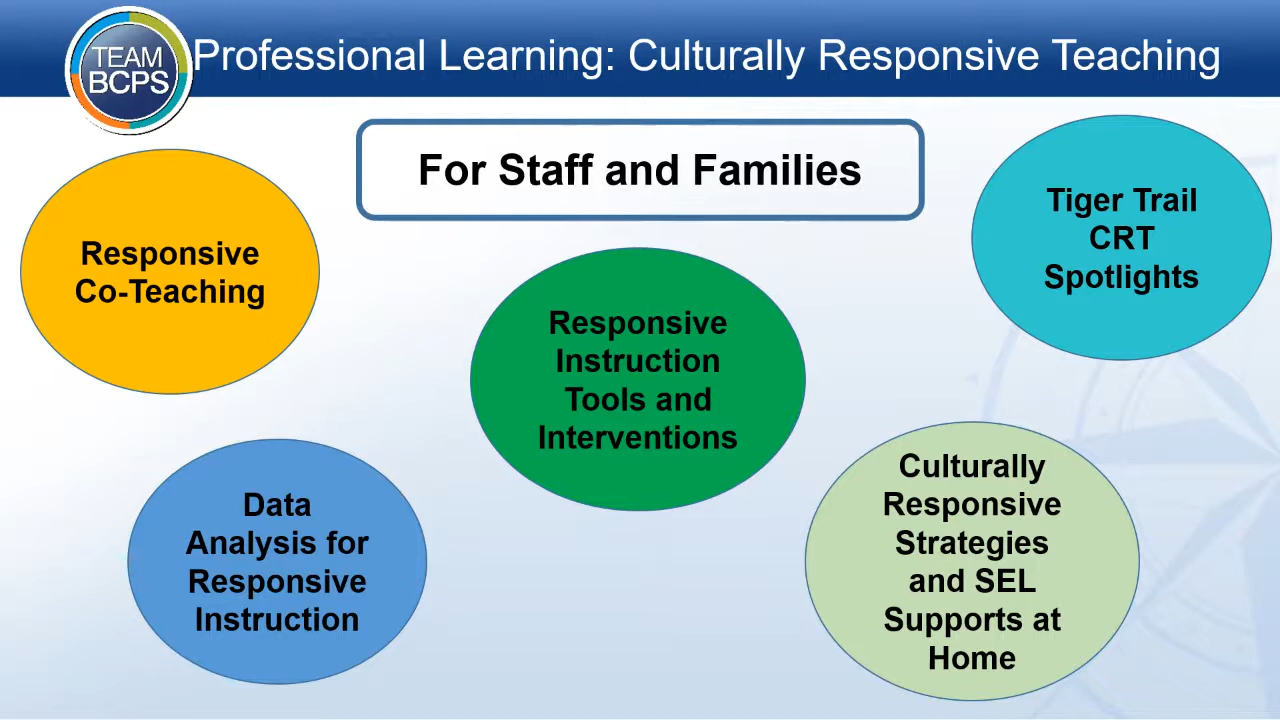 TEAM
BCPS
Professional Learning: Culturally Responsive Teaching
For Staff and Families
Responsive
Co-Teaching
Responsive
Instruction
Tools and
Interventions
Tiger Trail
CRT
Spotlights
Data
Analysis for
Responsive
Instruction
Culturally
Responsive
Strategies
and SEL
Supports at
Home